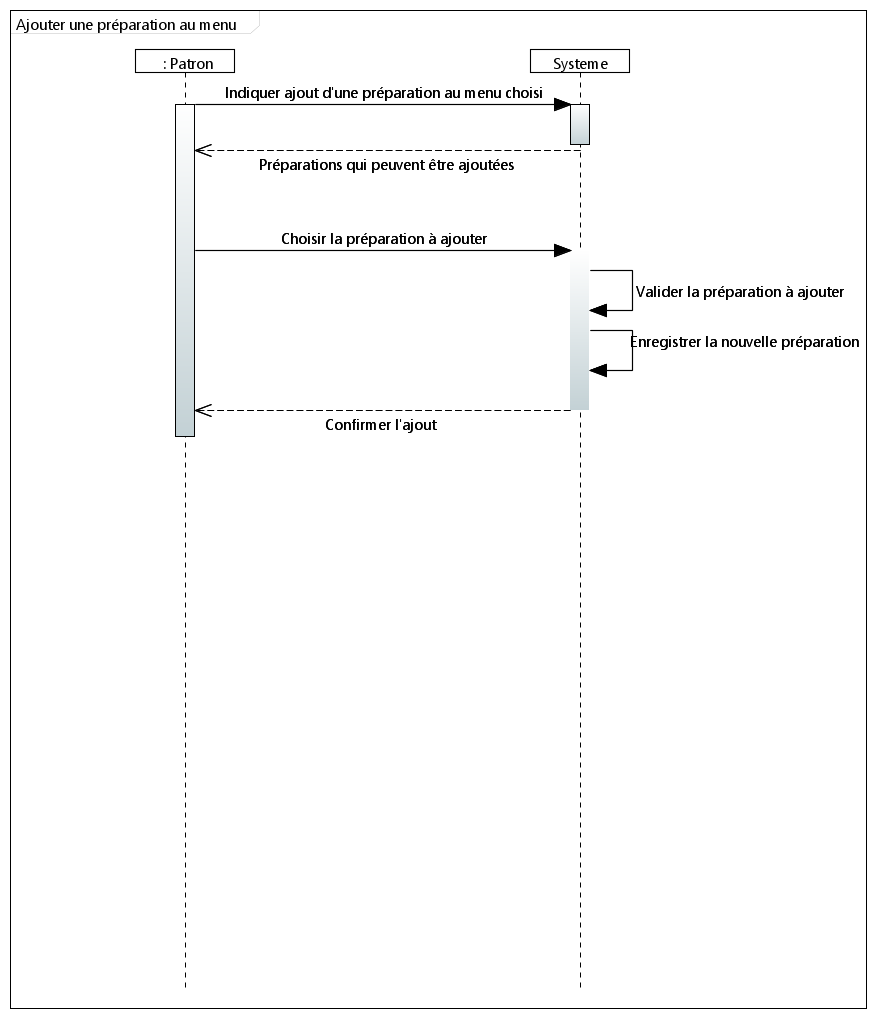 Ajouter une préparation au menu
: Patron
Systeme
Indiquer ajout d'une préparation au menu choisi
Préparations qui peuvent être ajoutées
Choisir la préparation à ajouter
Valider la préparation à ajouter
Enregistrer la nouvelle préparation
Confirmer l'ajout